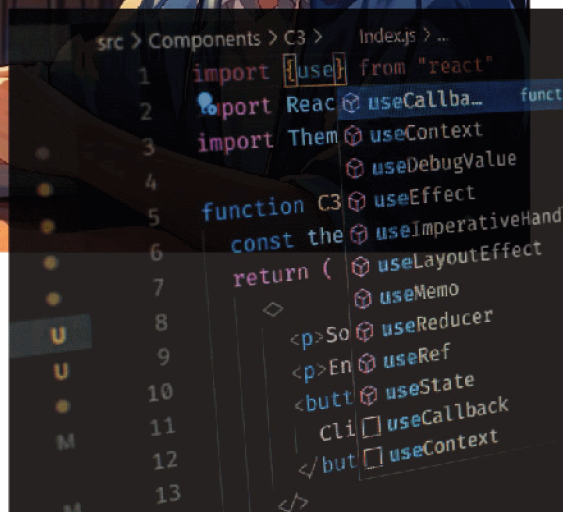 src > Components > C3 > Index.js > ...
1 import {use} from "react"
2 port Reac
3 import Them
4
5 function C3
6 const the
7 return (
8 <>
9 <p>So
10 <p>En
11 <butt
12 Cli
13 </but
</>
useCallba… funct
useContext
useDebugValue
useEffect
useImperativeHand
useLayoutEffect
useMemo
useReducer
useRef
useState
useCallback
useContext
U
U
M
M